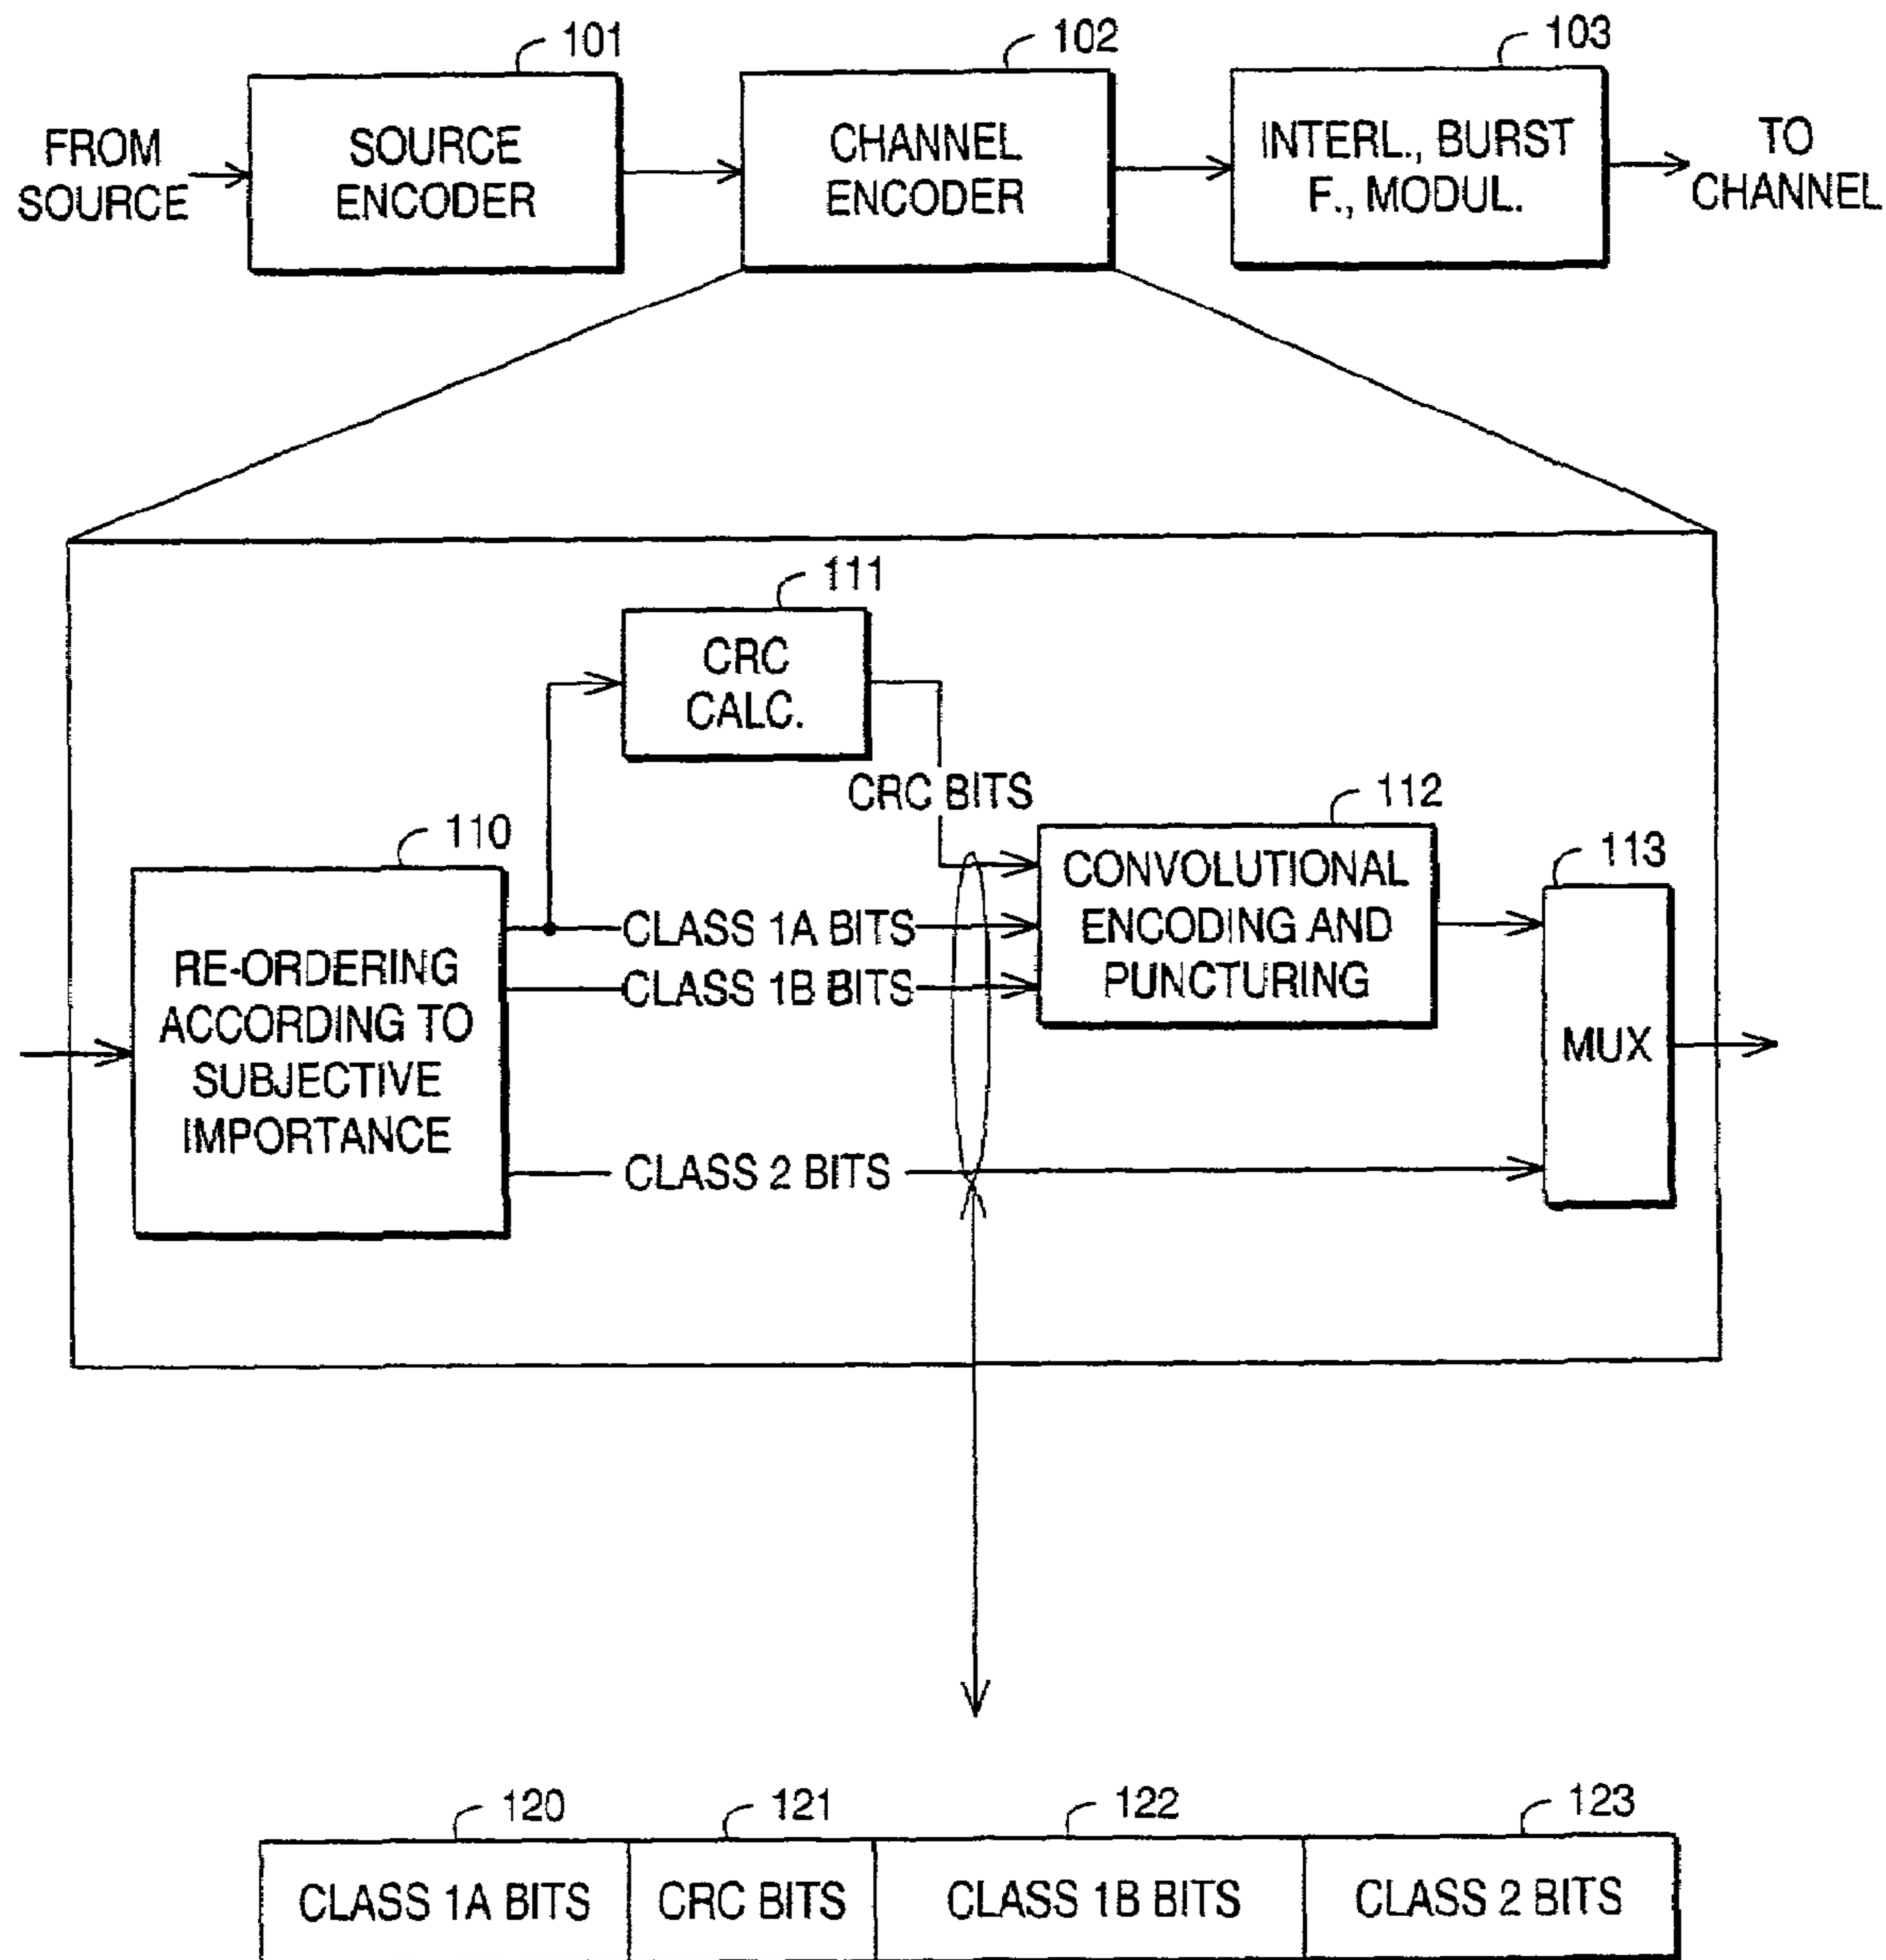 101
102
103
FROM
SOURCE
SOURCE
ENCODER
CHANNEL
ENCODER
INTERL., BURST
F., MODUL.
TO
CHANNEL
111
CRC
CALC.
CRC BITS
110
RE-ORDERING
ACCORDING TO
SUBJECTIVE
IMPORTANCE
CLASS 1A BITS
CLASS 1B BITS
CLASS 2 BITS
112
CONVOLUTIONAL
ENCODING AND
PUNCTURING
113
MUX
120
121
122
123
CLASS 1A BITS
CRC BITS
CLASS 1B BITS
CLASS 2 BITS